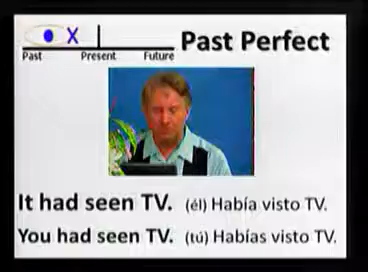 X
Past Present Future
Past Perfect
It had seen TV. (él) Había visto TV.
You had seen TV. (tú) Habías visto TV.